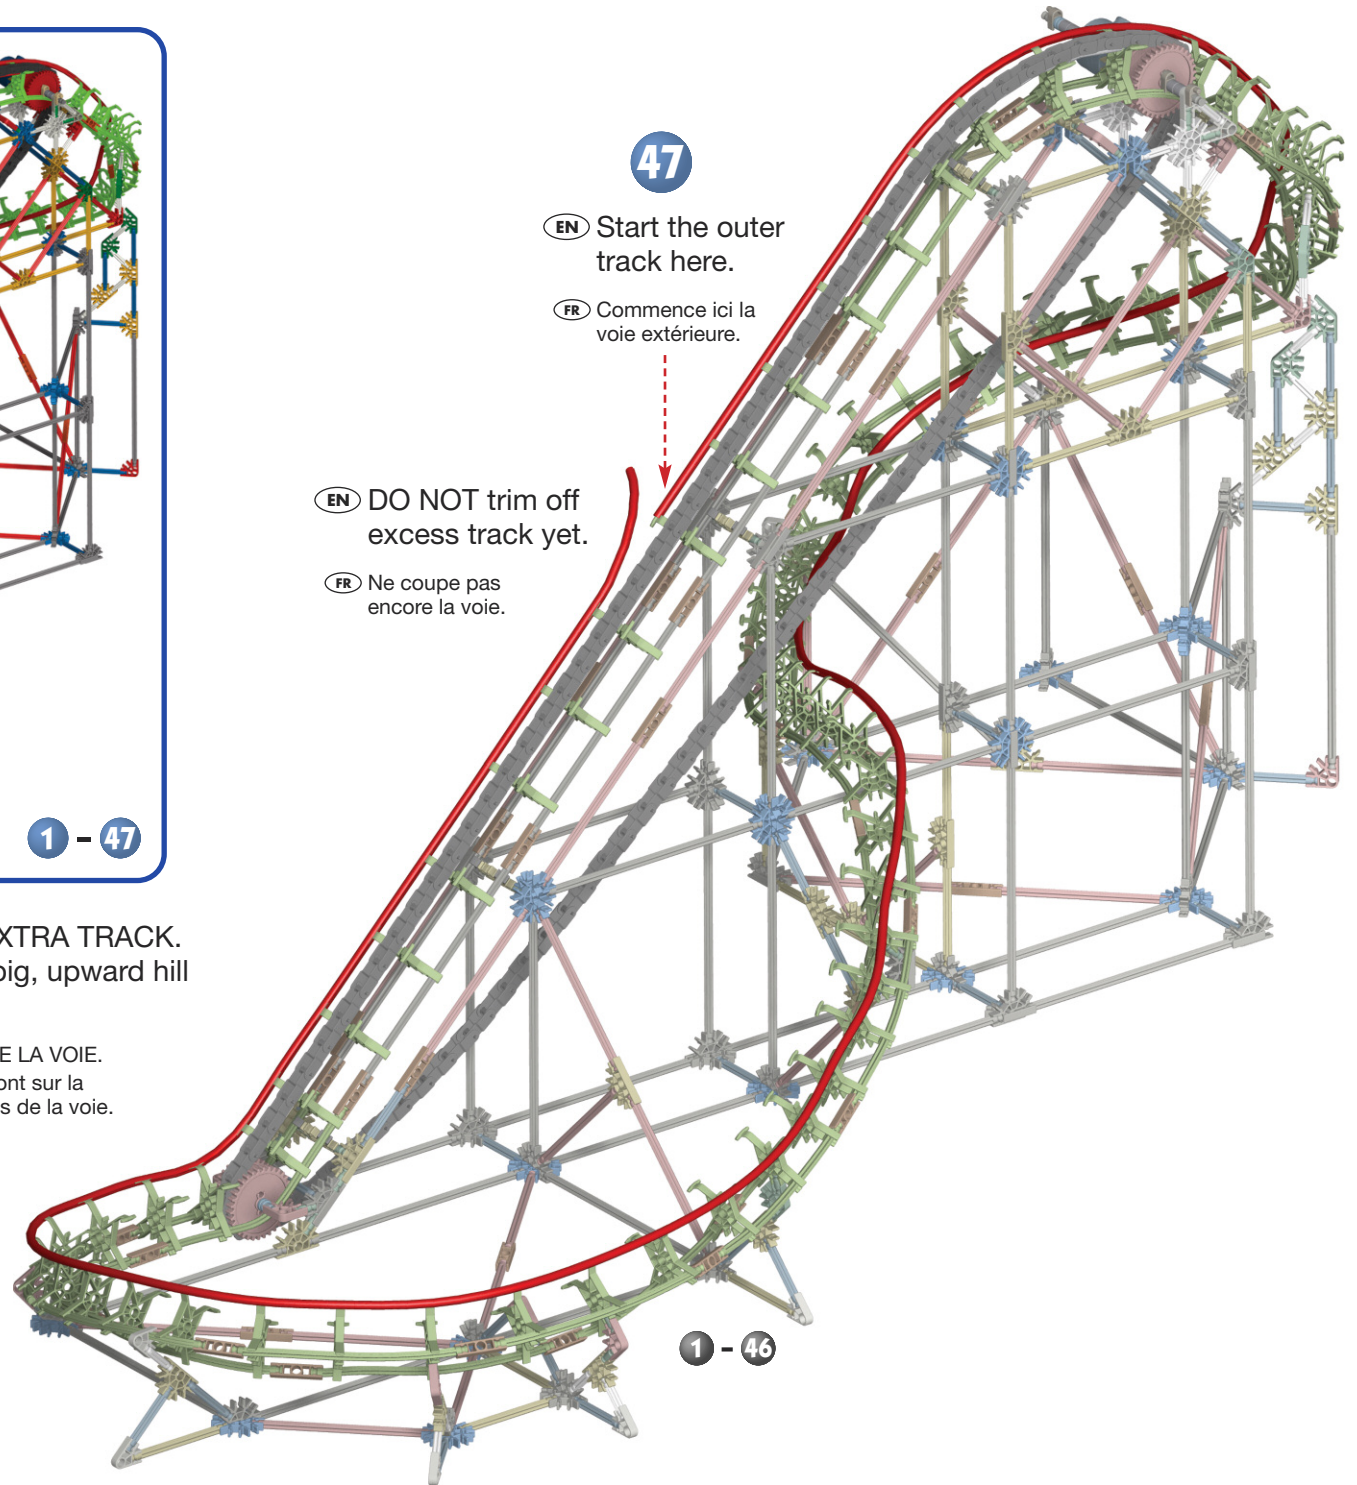 47
EN Start the outer
track here.
FR Commence ici la
voie extérieure.
EN DO NOT trim off
excess track yet.
FR Ne coupe pas
encore la voie.
1 - 47
XTRA TRACK.
big, upward hill
E LA VOIE.
ont sur la
s de la voie.
1 - 46